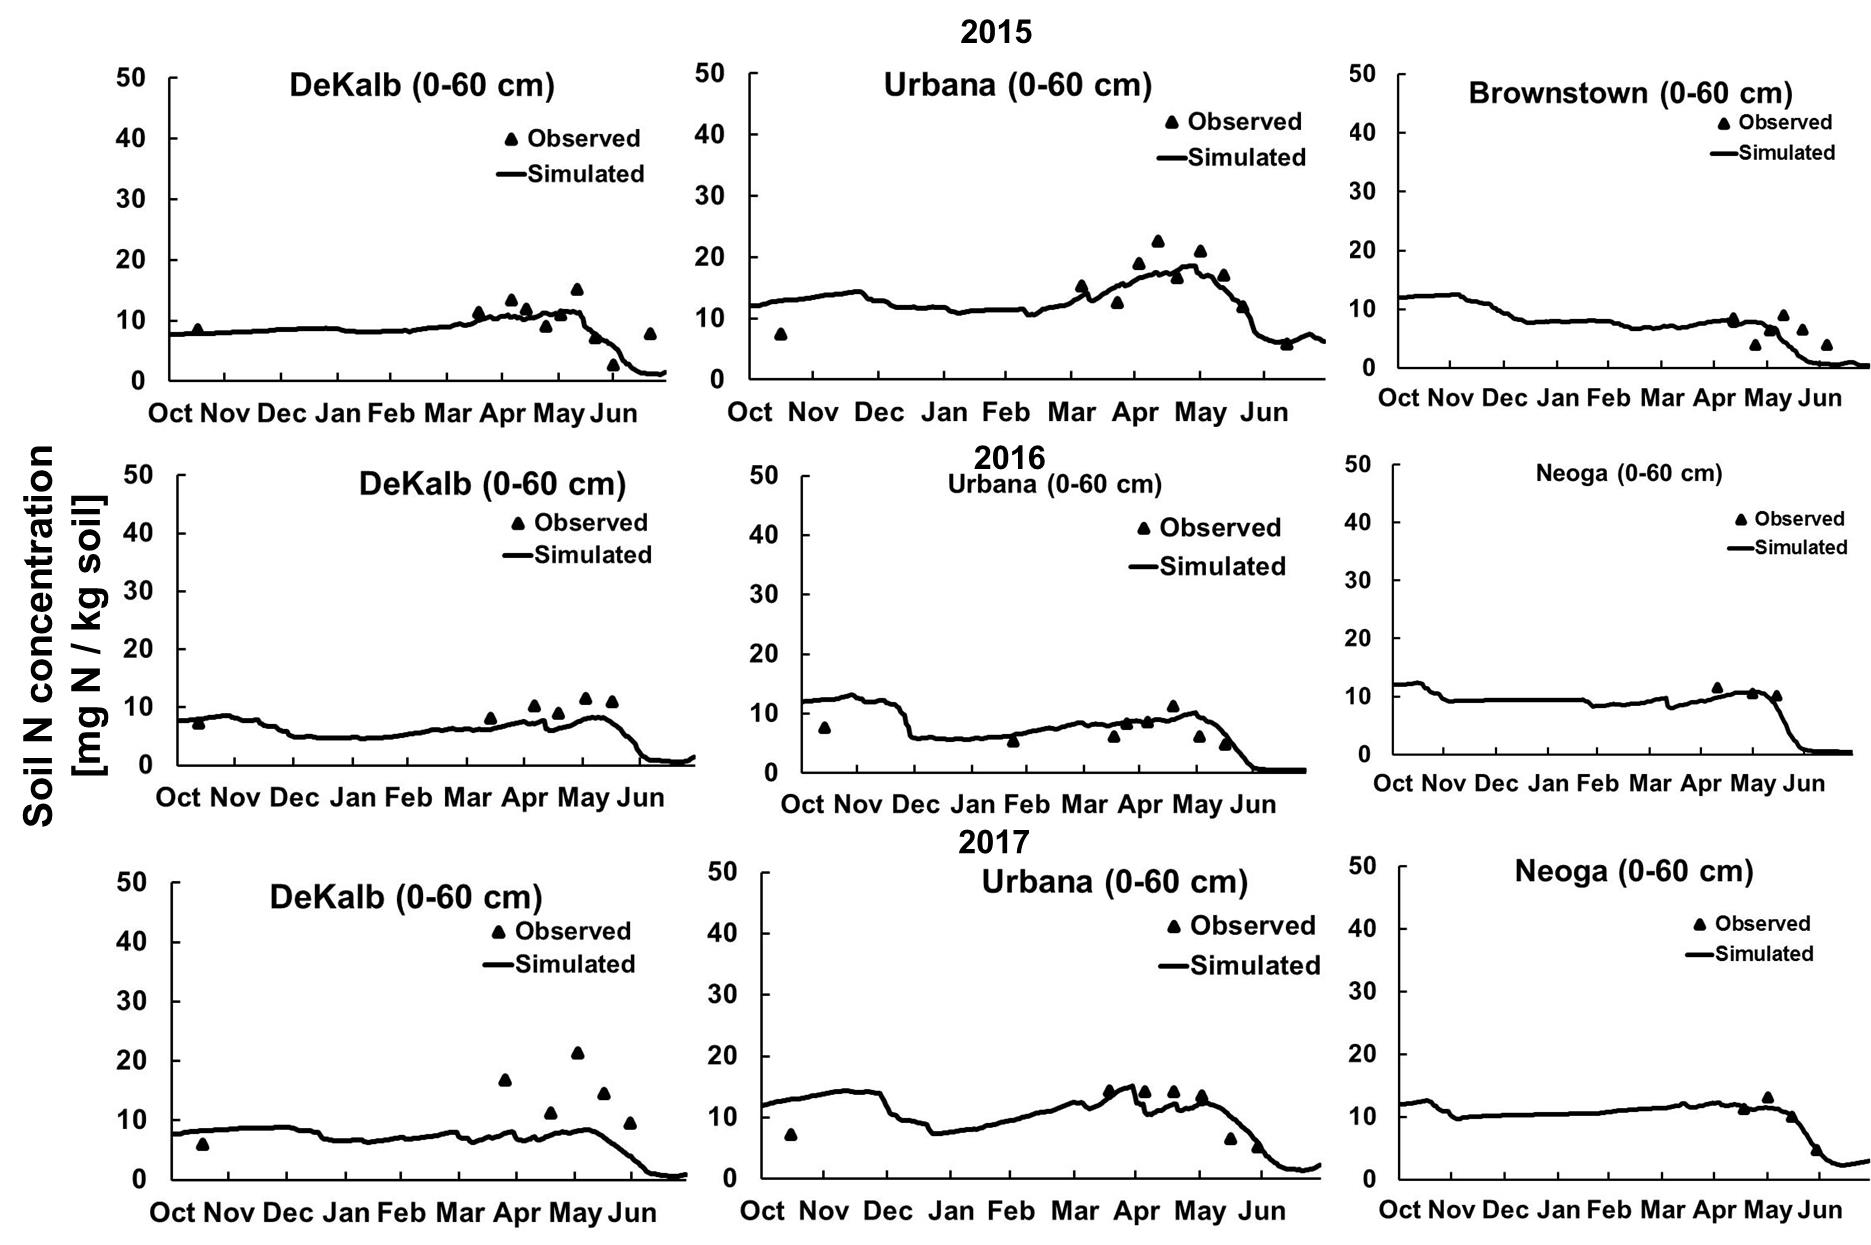 2015
DeKalb (0-60 cm)
50
40
30
20
10
0
Observed
Simulated
Oct Nov Dec Jan Feb Mar Apr May Jun
Urbana (0-60 cm)
50
40
30
20
10
0
Observed
Simulated
Oct Nov Dec Jan Feb Mar Apr May Jun
Brownstown (0-60 cm)
50
40
30
20
10
0
Observed
Simulated
Oct Nov Dec Jan Feb Mar Apr May Jun
Soil N concentration
[mg N / kg soil]
2016
DeKalb (0-60 cm)
50
40
30
20
10
0
Observed
Simulated
Oct Nov Dec Jan Feb Mar Apr May Jun
Urbana (0-60 cm)
50
40
30
20
10
0
Observed
Simulated
Oct Nov Dec Jan Feb Mar Apr May Jun
Neoga (0-60 cm)
50
40
30
20
10
0
Observed
Simulated
Oct Nov Dec Jan Feb Mar Apr May Jun
2017
DeKalb (0-60 cm)
50
40
30
20
10
0
Observed
Simulated
Oct Nov Dec Jan Feb Mar Apr May Jun
Urbana (0-60 cm)
50
40
30
20
10
0
Observed
Simulated
Oct Nov Dec Jan Feb Mar Apr May Jun
Neoga (0-60 cm)
50
40
30
20
10
0
Observed
Simulated
Oct Nov Dec Jan Feb Mar Apr May Jun